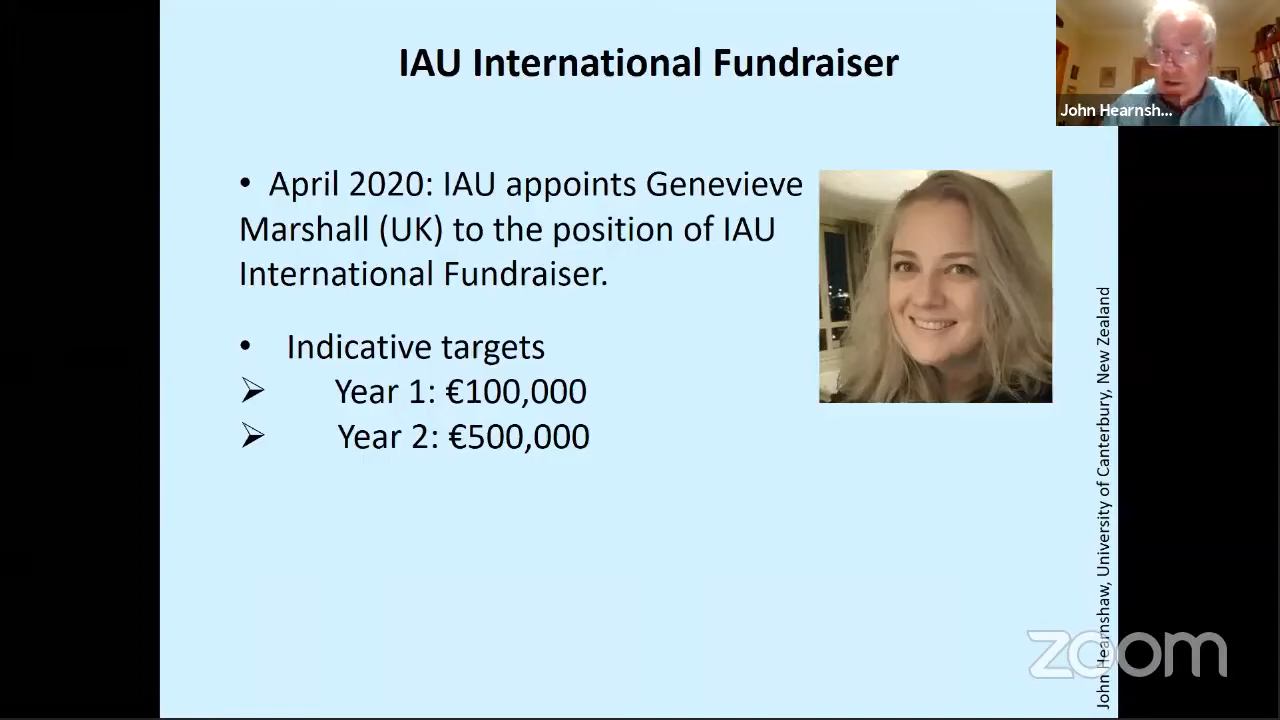 IAU International Fundraiser
John Hearnsh...
• April 2020: IAU appoints Genevieve
Marshall (UK) to the position of IAU
International Fundraiser.
• Indicative targets
➢ Year 1: €100,000
➢ Year 2: €500,000
John Hearnshaw, University of Canterbury, New Zealand
zoom